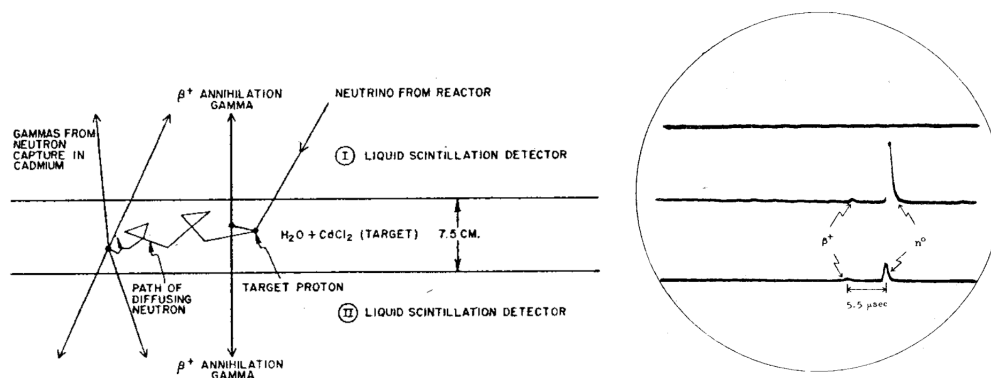 β+ ANNIHILATION
GAMMA
NEUTRINO FROM REACTOR
GAMMAS FROM
NEUTRON
CAPTURE IN
CADMIUM
I LIQUID SCINTILLATION DETECTOR
H2O + CdCl2 (TARGET) 7.5 CM.
PATH OF
DIFFUSING
NEUTRON
TARGET PROTON
II LIQUID SCINTILLATION DETECTOR
β+ ANNIHILATION
GAMMA
β+
n°
5.5 μsec